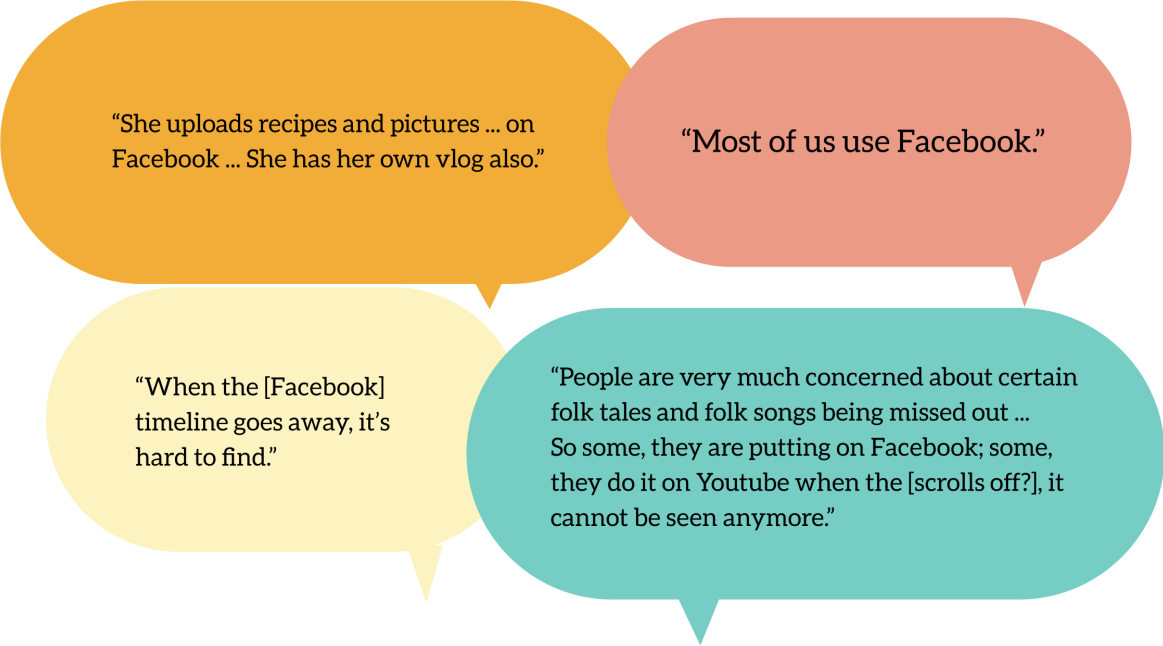 “She uploads recipes and pictures ... on
Facebook ... She has her own vlog also.”
“Most of us use Facebook.”
“When the [Facebook]
timeline goes away, it’s
hard to find.”
“People are very much concerned about certain
folk tales and folk songs being missed out ...
So some, they are putting on Facebook; some,
they do it on Youtube when the [scrolls off?], it
cannot be seen anymore.”